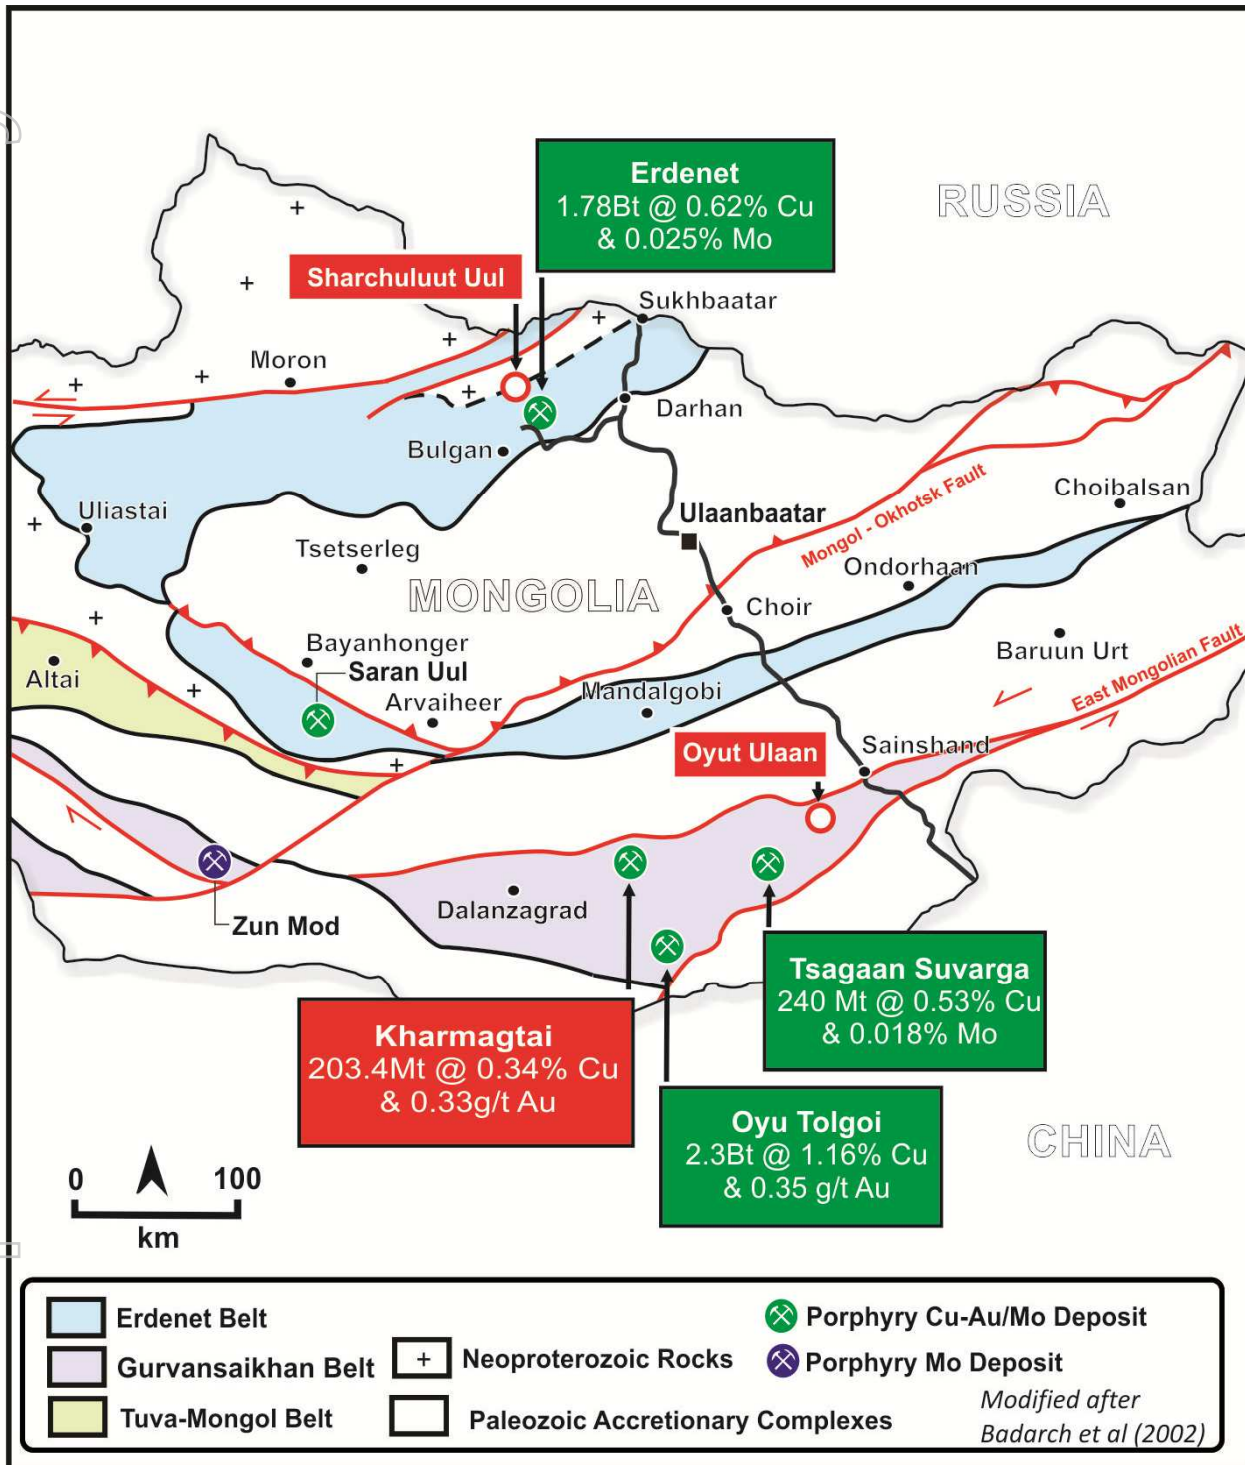 Erdenet
1.78Bt @ 0.62% Cu
& 0.025% Mo
RUSSIA
Sharchuluut Uul
Sukhbaatar
Moron
Darhan
Bulgan
Mongol - Okhotsk Fault
Choibalsan
Uliastai
Ulaanbaatar
Tsetserleg
Ondorhaan
MONGOLIA
Choir
Bayanhonger
Baruun Urt
East Mongolian Fault
Saran Uul
Altai
Arvaiheer
Mandalgobi
Oyut Ulaan
Sainshand
Dalanzagrad
Zun Mod
Tsagaan Suvarga
240 Mt @ 0.53% Cu
& 0.018% Mo
Kharmagtai
203.4Mt @ 0.34% Cu
& 0.33g/t Au
Oyu Tolgoi
2.3Bt @ 1.16% Cu
& 0.35 g/t Au
CHINA
0 100
km
Erdenet Belt
Gurvansaikhan Belt
Tuva-Mongol Belt
+ Neoproterozoic Rocks
Paleozoic Accretionary Complexes
Porphyry Cu-Au/Mo Deposit
Porphyry Mo Deposit
Modified after
Badarch et al (2002)